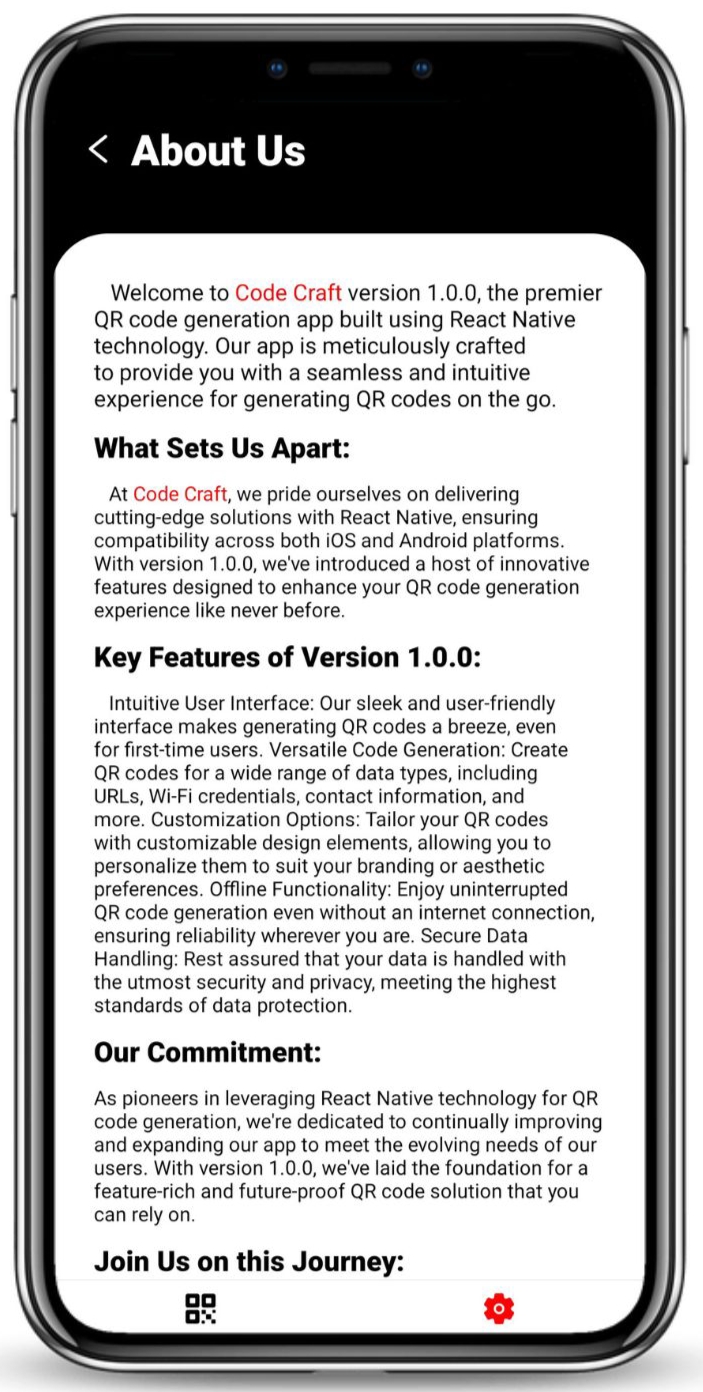 About Us
Welcome to Code Craft version 1.0.0, the premier
QR code generation app built using React Native
technology. Our app is meticulously crafted
to provide you with a seamless and intuitive
experience for generating QR codes on the go.
What Sets Us Apart:
At Code Craft, we pride ourselves on delivering
cutting-edge solutions with React Native, ensuring
compatibility across both iOS and Android platforms.
With version 1.0.0, we've introduced a host of innovative
features designed to enhance your QR code generation
experience like never before.
Key Features of Version 1.0.0:
Intuitive User Interface: Our sleek and user-friendly
interface makes generating QR codes a breeze, even
for first-time users. Versatile Code Generation: Create
QR codes for a wide range of data types, including
URLs, Wi-Fi credentials, contact information, and
more. Customization Options: Tailor your QR codes
with customizable design elements, allowing you to
personalize them to suit your branding or aesthetic
preferences. Offline Functionality: Enjoy uninterrupted
QR code generation even without an internet connection,
ensuring reliability wherever you are. Secure Data
Handling: Rest assured that your data is handled with
the utmost security and privacy, meeting the highest
standards of data protection.
Our Commitment:
As pioneers in leveraging React Native technology for QR
code generation, we're dedicated to continually improving
and expanding our app to meet the evolving needs of our
users. With version 1.0.0, we've laid the foundation for a
feature-rich and future-proof QR code solution that you
can rely on.
Join Us on this Journey: